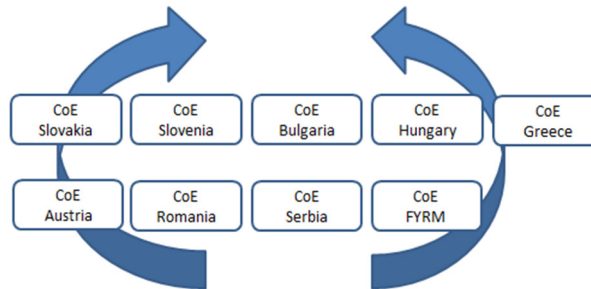 CoE
Slovakia
CoE
Slovenia
CoE
Bulgaria
CoE
Hungary
CoE
Greece
CoE
Austria
CoE
Romania
CoE
Serbia
CoE
FYRM